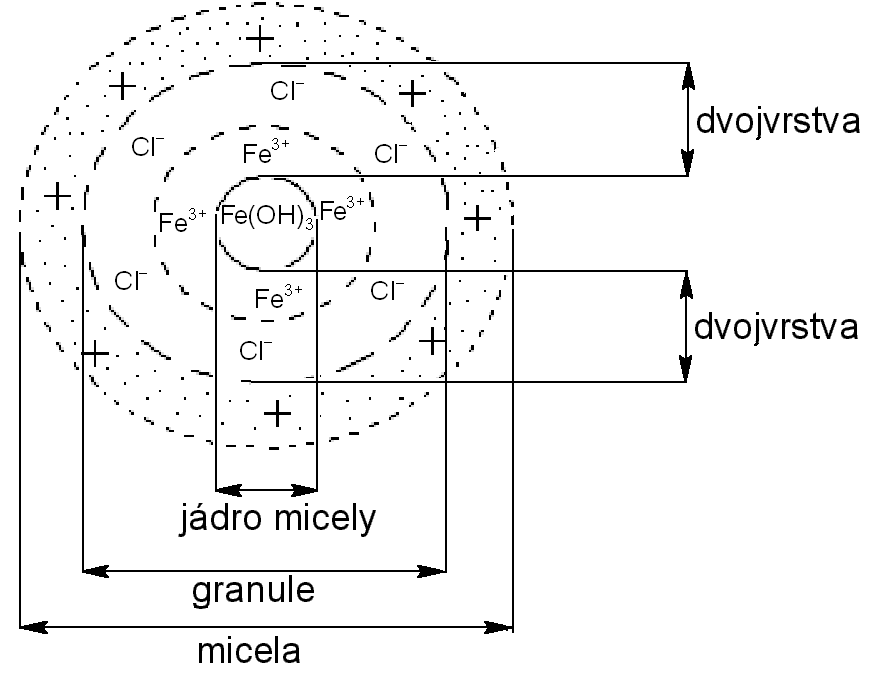 +
+
+
Cl⁻
dvojvrstva
Cl⁻
Cl⁻
Fe³⁺
+
Fe³⁺
Fe(OH)₃
Fe³⁺
+
Cl⁻
Cl⁻
Fe³⁺
dvojvrstva
+
+
Cl⁻
+
jádro micely
granule
micela